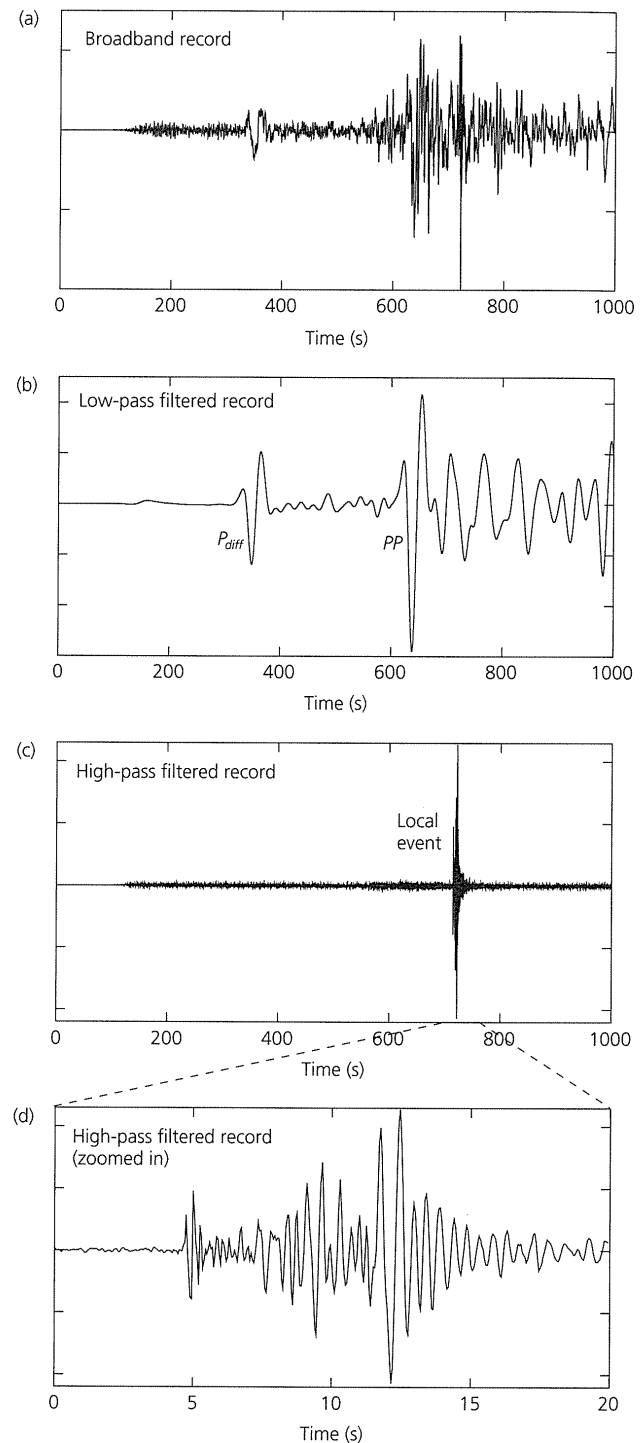 (a)
Broadband record
0 200 400 600 800 1000
Time (s)
(b)
Low-pass filtered record
P_diff
PP
0 200 400 600 800 1000
Time (s)
(c)
High-pass filtered record
Local
event
0 200 400 600 800 1000
Time (s)
(d)
High-pass filtered record
(zoomed in)
0 5 10 15 20
Time (s)